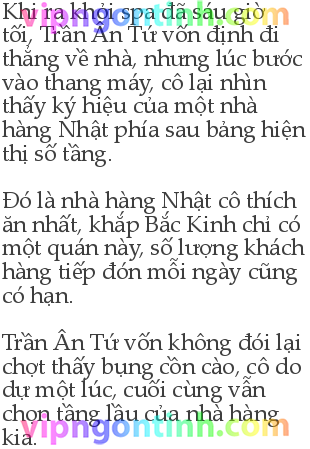 Khi ra khỏi spa đã sáu giờ
tối, Trần Ân Tứ vốn định đi
thẳng về nhà, nhưng lúc bước
vào thang máy, cô lại nhìn
thấy ký hiệu của một nhà
hàng Nhật phía sau bảng hiện
thị số tầng.
Đó là nhà hàng Nhật cô thích
ăn nhất, khắp Bắc Kinh chỉ có
một quán này, số lượng khách
hàng tiếp đón mỗi ngày cũng
có hạn.
Trần Ân Tứ vốn không đói lại
chợt thấy bụng cồn cào, cô do
dự một lúc, cuối cùng vẫn
chọn tầng lầu của nhà hàng
kia.
vipngontinh.com
vipngontinh.com